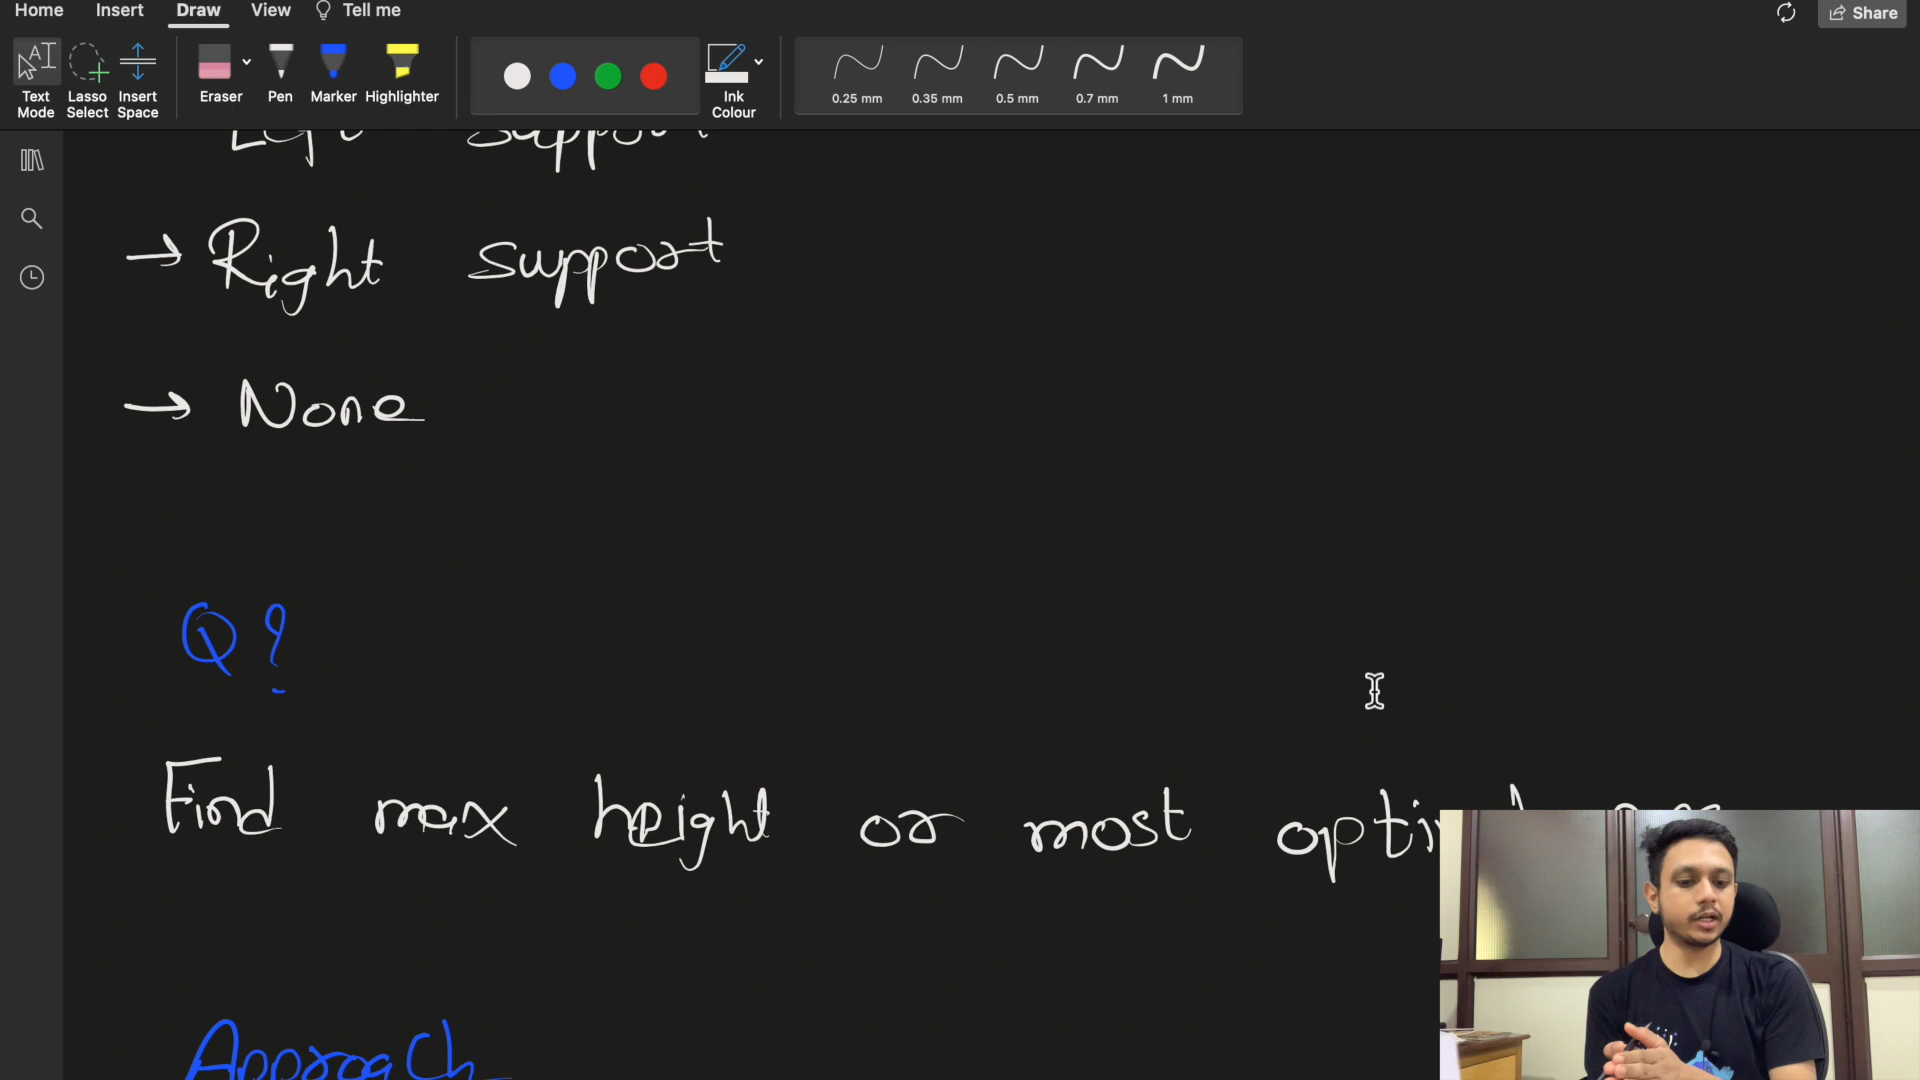 Home Insert Draw View Tell me Share
Text Mode
Lasso Select
Insert Space
Eraser
Pen
Marker
Highlighter
Ink Colour
0.25 mm
0.35 mm
0.5 mm
0.7 mm
1 mm
Left support
→ Right support
→ None
Q?
Find max height or most
Approach